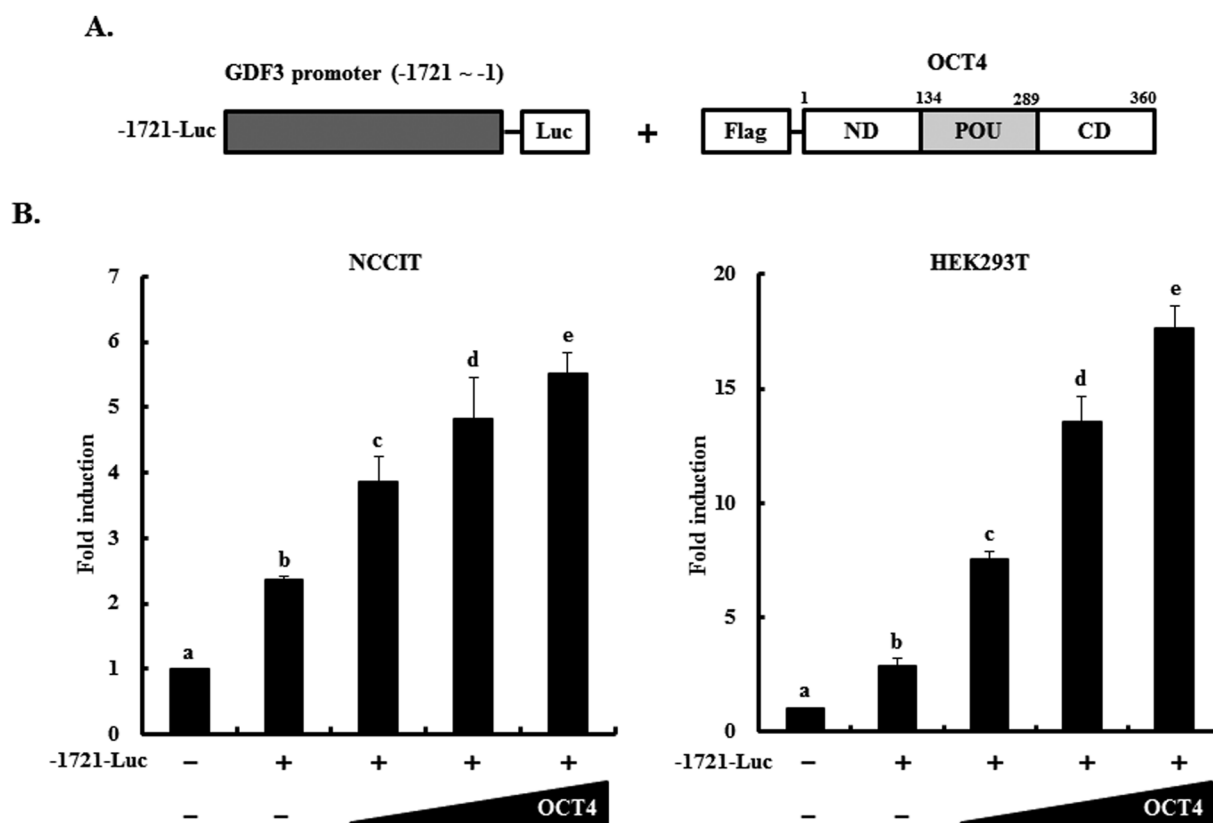 A.
GDF3 promoter (-1721 ~ -1)
OCT4
1 134 289 360
-1721-Luc Luc + Flag ND POU CD
B.
NCCIT
7
6
5
4
3
2
1
0
Fold induction
a b c d e
-1721-Luc − + + + +
− − OCT4
HEK293T
20
15
10
5
0
Fold induction
a b c d e
-1721-Luc − + + + +
− − OCT4